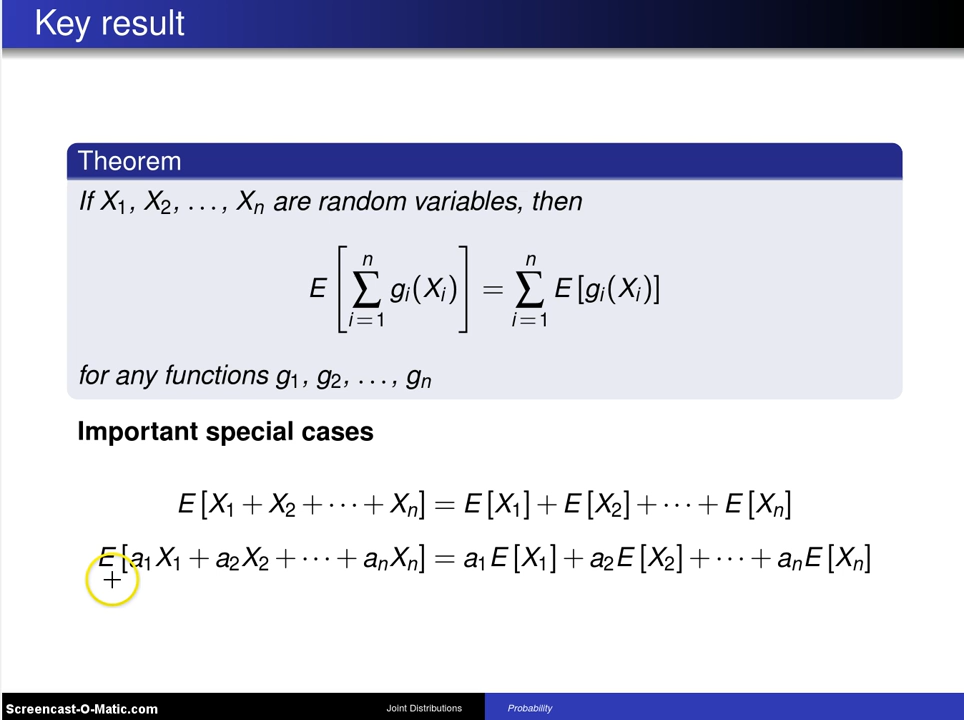 Key result
Theorem
If X₁, X₂, . . . , Xₙ are random variables, then
E [ ∑ᵢ₌₁ⁿ gᵢ(Xᵢ) ] = ∑ᵢ₌₁ⁿ E [gᵢ(Xᵢ)]
for any functions g₁, g₂, . . . , gₙ
Important special cases
E [X₁ + X₂ + ··· + Xₙ] = E [X₁] + E [X₂] + ··· + E [Xₙ]
E [a₁X₁ + a₂X₂ + ··· + aₙXₙ] = a₁E [X₁] + a₂E [X₂] + ··· + aₙE [Xₙ]
Screencast-O-Matic.com Joint Distributions Probability